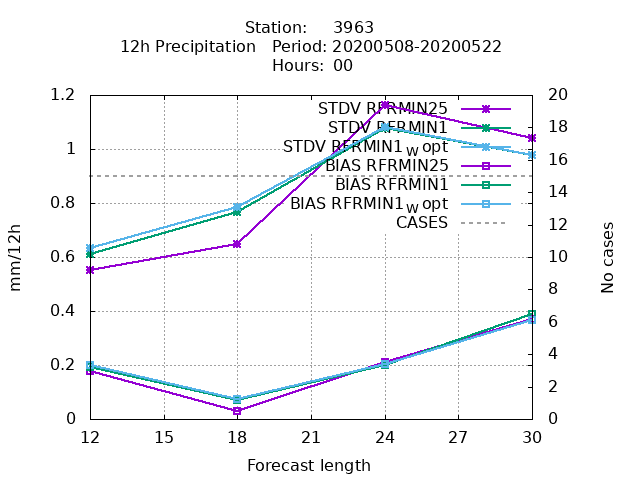 Station: 3963
12h Precipitation Period: 20200508-20200522
Hours: 00
1.2
1
0.8
0.6
0.4
0.2
0
mm/12h
20
18
16
14
12
10
8
6
4
2
0
No cases
STDV RFRMIN25
STDV RFRMIN1
STDV RFRMIN1_W opt
BIAS RFRMIN25
BIAS RFRMIN1
BIAS RFRMIN1_W opt
CASES
12 15 18 21 24 27 30
Forecast length